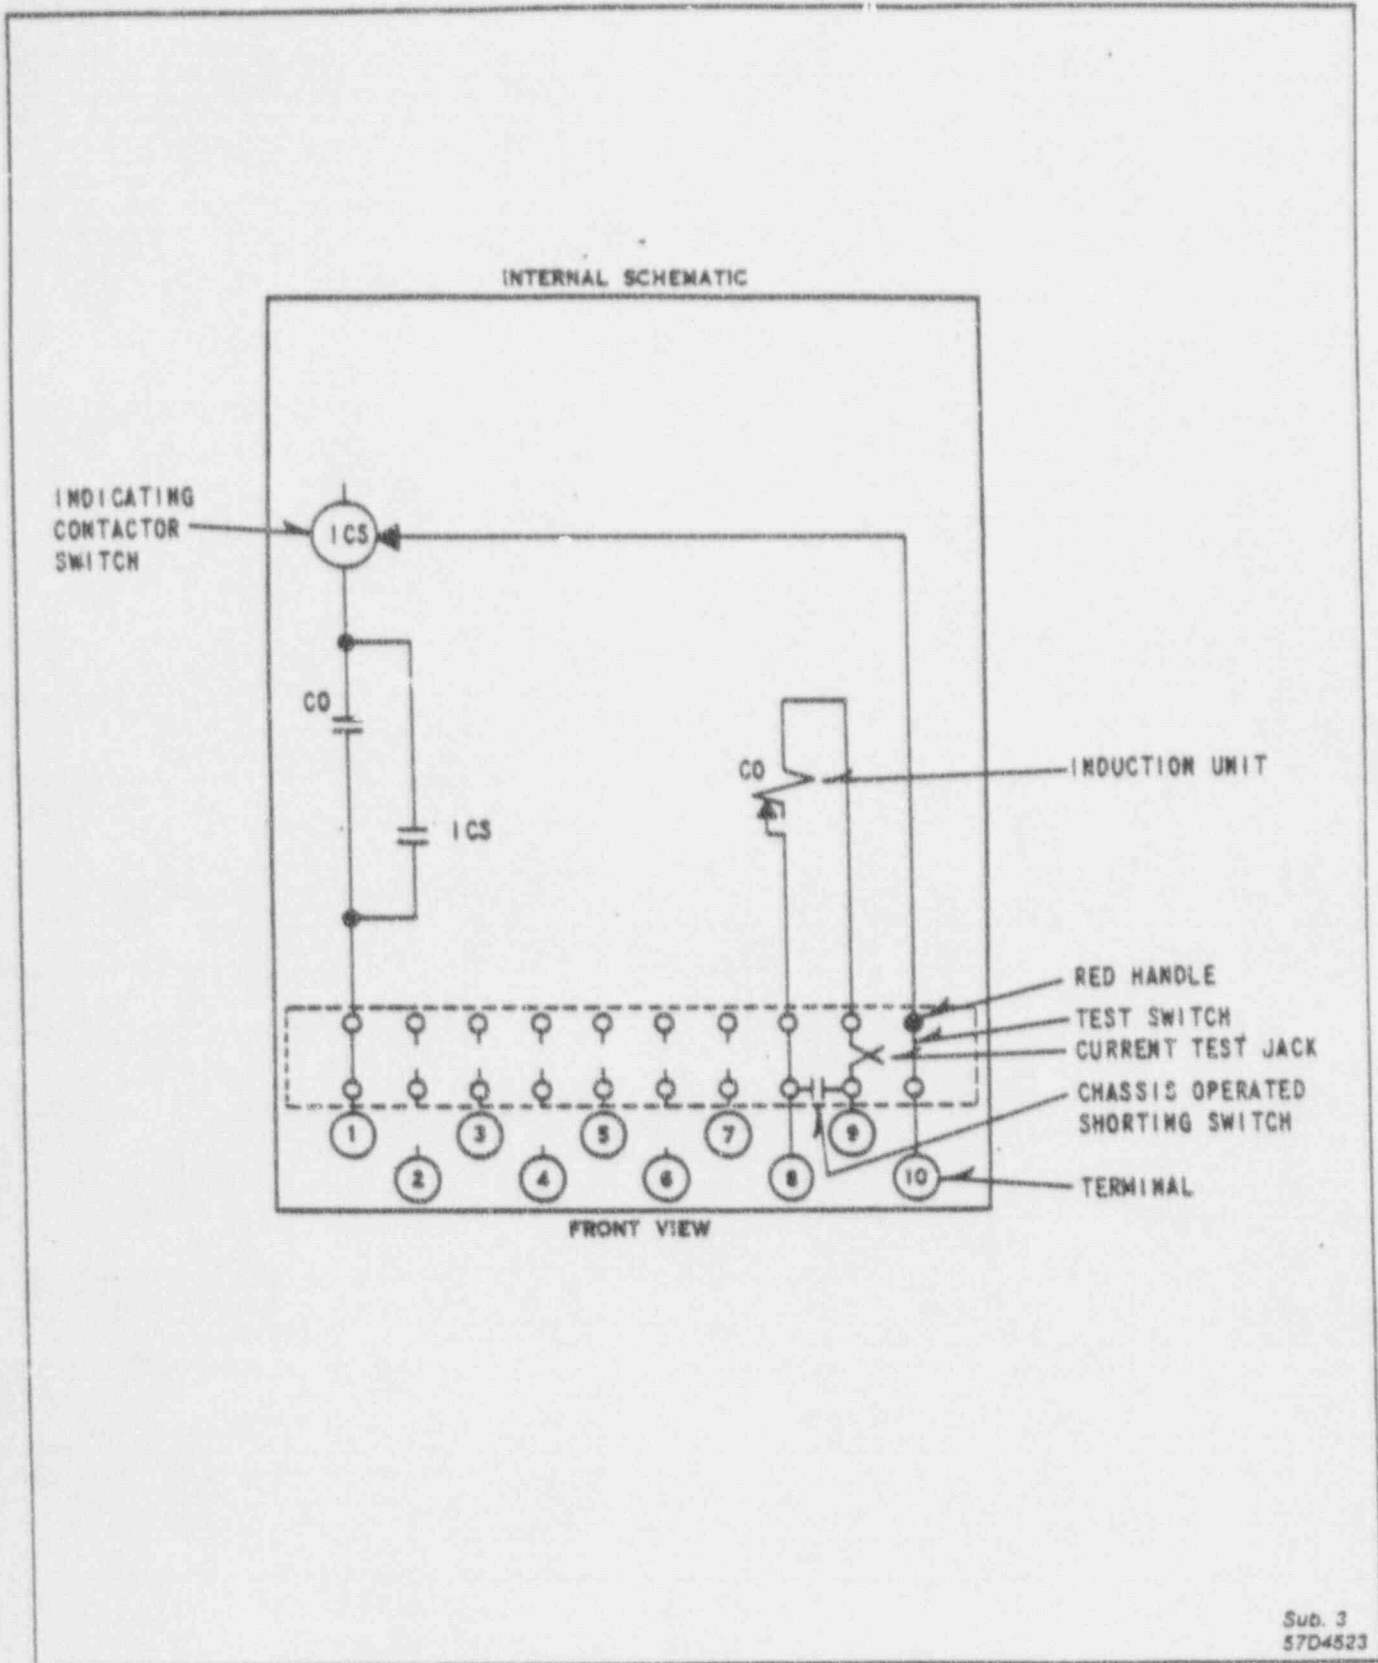 INTERNAL SCHEMATIC
INDICATING
CONTACTOR
SWITCH
ICS
CO
ICS
CO
INDUCTION UNIT
RED HANDLE
TEST SWITCH
CURRENT TEST JACK
CHASSIS OPERATED
SHORTING SWITCH
1 3 5 7 9
2 4 6 8 10
TERMINAL
FRONT VIEW
Sub. 3
57D4523